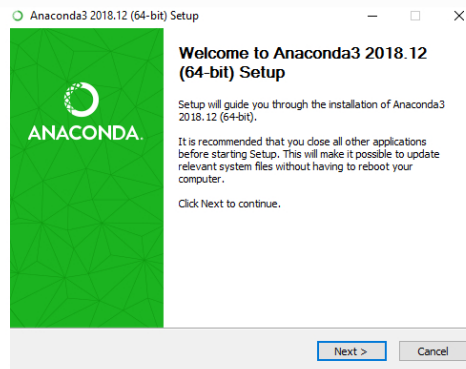 Anaconda3 2018.12 (64-bit) Setup
Welcome to Anaconda3 2018.12
(64-bit) Setup
Setup will guide you through the installation of Anaconda3
2018.12 (64-bit).
It is recommended that you close all other applications
before starting Setup. This will make it possible to update
relevant system files without having to reboot your
computer.
Click Next to continue.
ANACONDA.
Next >
Cancel